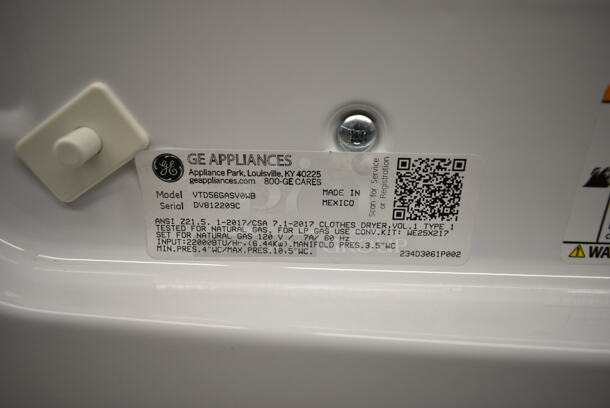 GE APPLIANCES
Appliance Park, Louisville, KY 40225
geappliances.com 800-GE CARES
Model VTD56GASV0WB
Serial DV812209C
MADE IN
MEXICO
Scan for Service
or Registration
ANSI Z21.5. 1-2017/CSA 7.1-2017 CLOTHES DRYER,VOL.1 TYPE 1
TESTED FOR NATURAL GAS, FOR LP GAS USE CONV.KIT: WE25X217
SET FOR NATURAL GAS 120 V / 7A/ 60 Hz
INPUT:22000BTU/Hr.(6.44Kw).MANIFOLD PRES.3.5"WC
MIN.PRES.4"WC/MAX.PRES.10.5"WC.
234D3061P002
WA